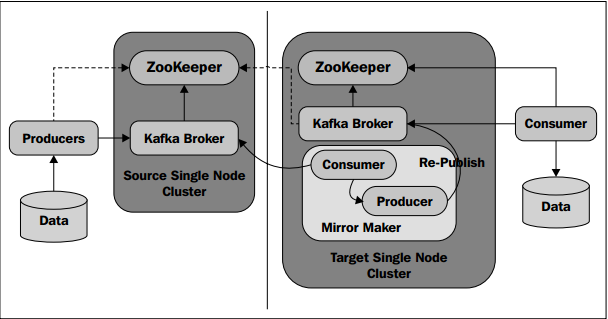 ZooKeeper
Producers
Kafka Broker
Source Single Node
Cluster
Data
ZooKeeper
Kafka Broker
Consumer
Re-Publish
Producer
Mirror Maker
Target Single Node
Cluster
Consumer
Data